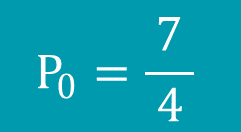 P₀ = 7/4